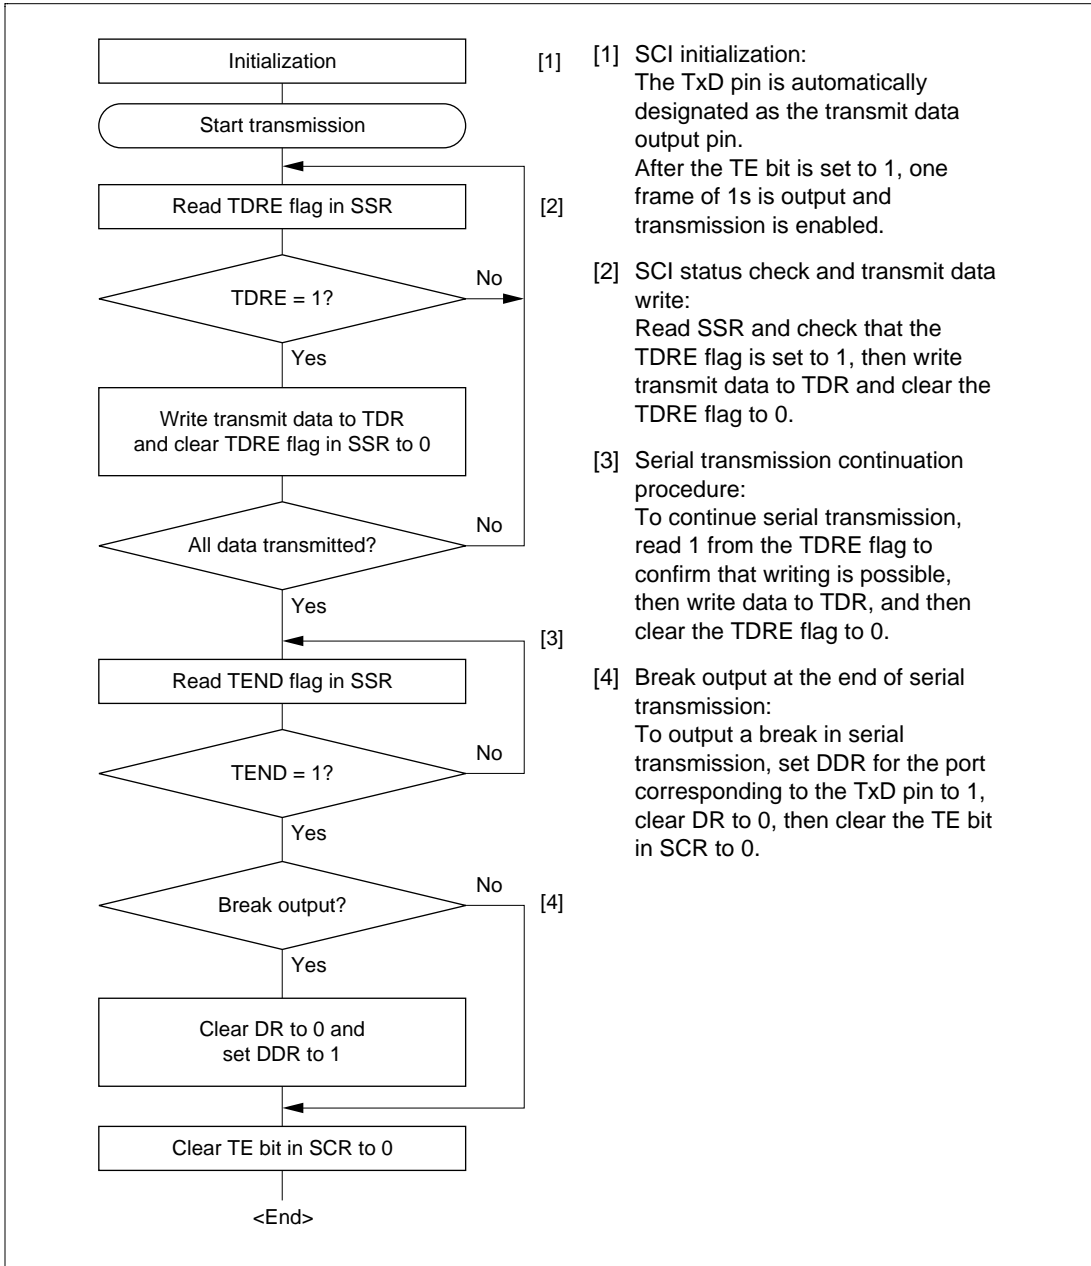 Initialization
[1]
Start transmission
Read TDRE flag in SSR
[2]
TDRE = 1?
No
Yes
Write transmit data to TDR
and clear TDRE flag in SSR to 0
All data transmitted?
No
Yes
[3]
Read TEND flag in SSR
TEND = 1?
No
Yes
Break output?
No
[4]
Yes
Clear DR to 0 and
set DDR to 1
Clear TE bit in SCR to 0
<End>
[1] SCI initialization:
The TxD pin is automatically
designated as the transmit data
output pin.
After the TE bit is set to 1, one
frame of 1s is output and
transmission is enabled.
[2] SCI status check and transmit data
write:
Read SSR and check that the
TDRE flag is set to 1, then write
transmit data to TDR and clear the
TDRE flag to 0.
[3] Serial transmission continuation
procedure:
To continue serial transmission,
read 1 from the TDRE flag to
confirm that writing is possible,
then write data to TDR, and then
clear the TDRE flag to 0.
[4] Break output at the end of serial
transmission:
To output a break in serial
transmission, set DDR for the port
corresponding to the TxD pin to 1,
clear DR to 0, then clear the TE bit
in SCR to 0.